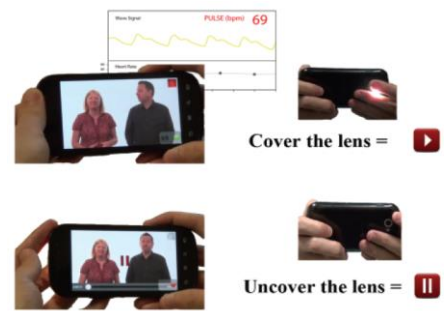 Wave Signal
PULSE (bpm) 69
Heart Rate
Cover the lens =
Uncover the lens =